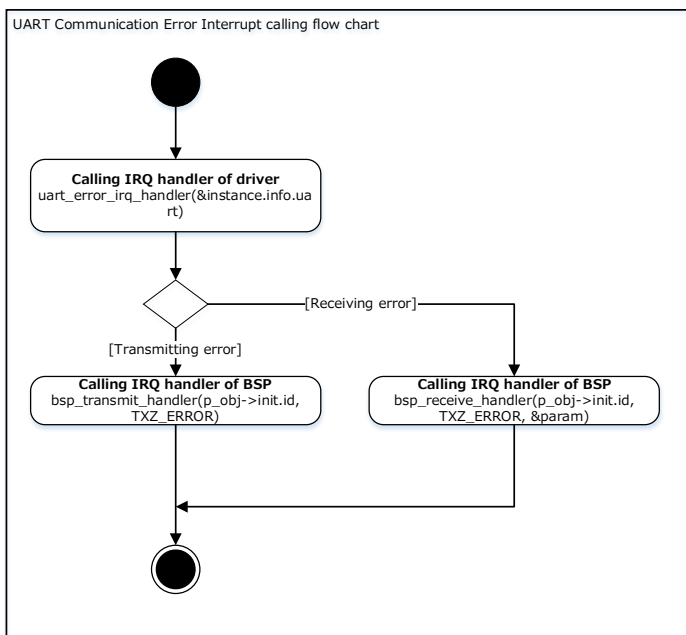 UART Communication Error Interrupt calling flow chart
Calling IRQ handler of driver
uart_error_irq_handler(&instance.info.ua
rt)
[Receiving error]
[Transmitting error]
Calling IRQ handler of BSP
bsp_transmit_handler(p_obj->init.id,
TXZ_ERROR)
Calling IRQ handler of BSP
bsp_receive_handler(p_obj->init.id,
TXZ_ERROR, &param)